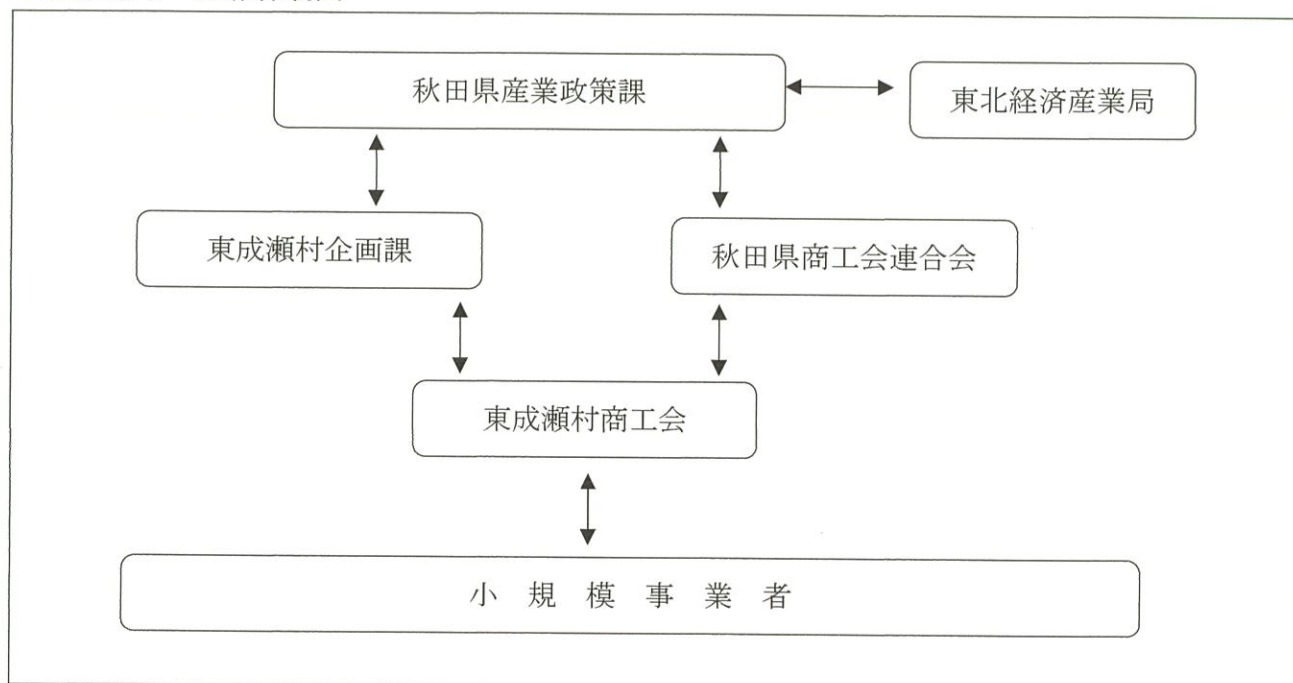 秋田県産業政策課
東北経済産業局
東成瀬村企画課
秋田県商工会連合会
東成瀬村商工会
小規模事業者